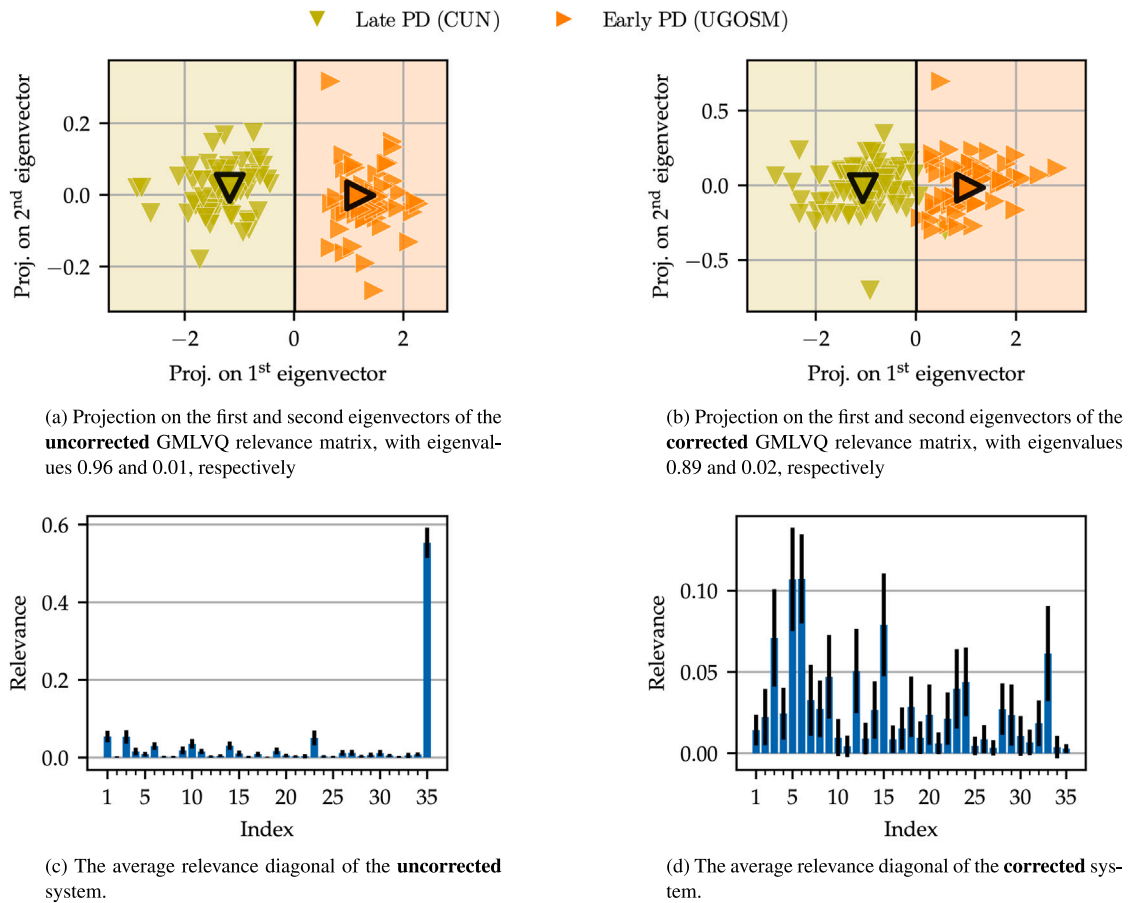 Late PD (CUN)
Early PD (UGOSM)
Proj. on 2nd eigenvector
0.2
0.0
−0.2
−2
0
2
Proj. on 1st eigenvector
Proj. on 2nd eigenvector
0.5
0.0
−0.5
−2
0
2
Proj. on 1st eigenvector
(a) Projection on the first and second eigenvectors of the
uncorrected GMLVQ relevance matrix, with eigenval-
ues 0.96 and 0.01, respectively
(b) Projection on the first and second eigenvectors of the
corrected GMLVQ relevance matrix, with eigenvalues
0.89 and 0.02, respectively
Relevance
0.6
0.4
0.2
0.0
1
5
10
15
20
25
30
35
Index
Relevance
0.10
0.05
0.00
1
5
10
15
20
25
30
35
Index
(c) The average relevance diagonal of the uncorrected
system.
(d) The average relevance diagonal of the corrected sys-
tem.